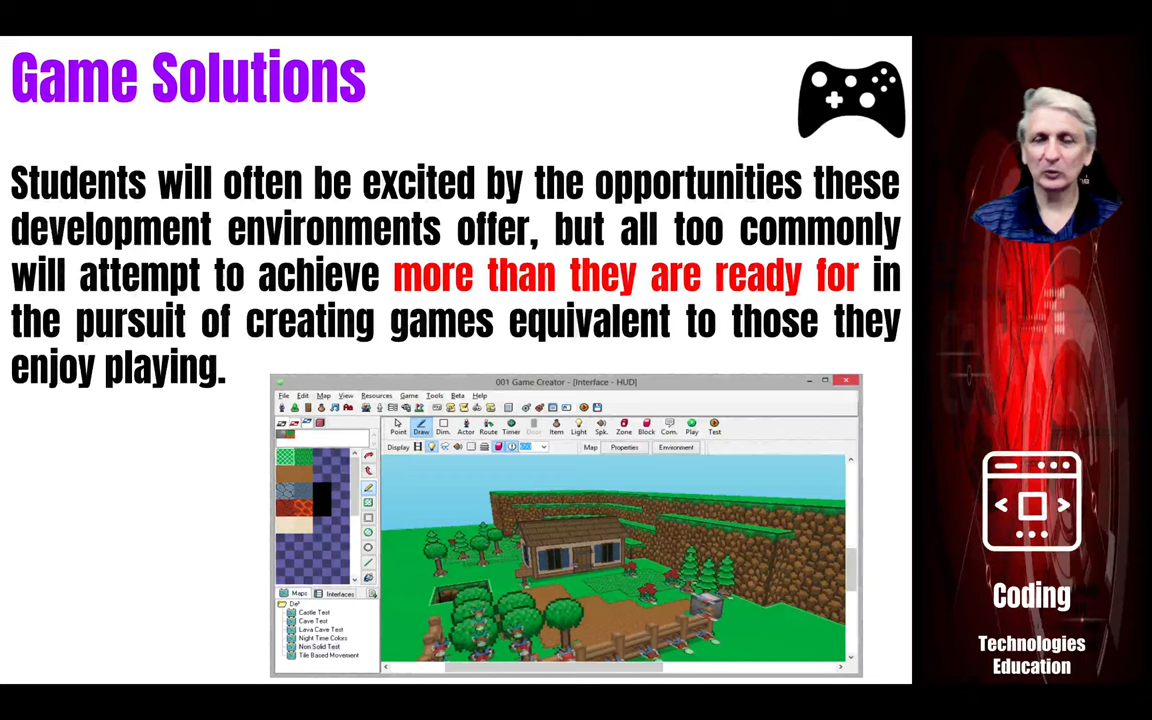 Game Solutions
Students will often be excited by the opportunities these
development environments offer, but all too commonly
will attempt to achieve more than they are ready for in
the pursuit of creating games equivalent to those they
enjoy playing.
001 Game Creator - [Interface - HUD]
File Edit Map View Resources Game Tools Beta Help
Point Draw Dim. Actor Route Timer Door Item Light Spk. Zone Block Com. Play Test
Display Map Properties Environment
Maps Interfaces
Castle Test
Cave Test
Lava Cave Test
Night Time Colors
Non Solid Test
Tile Based Movement
Coding
Technologies
Education